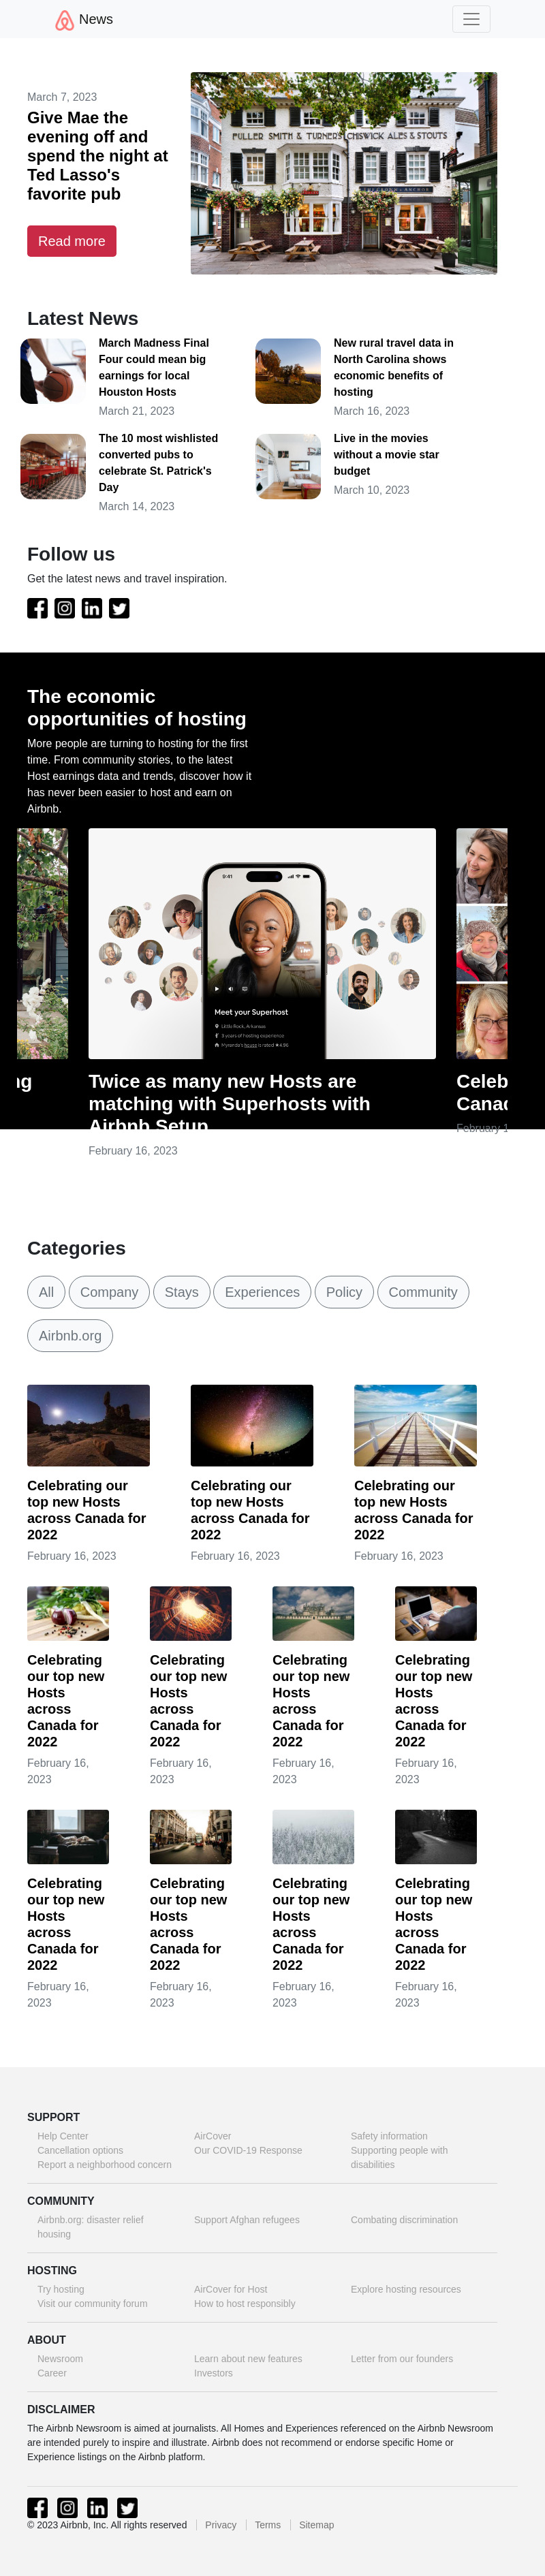 News
March 7, 2023
Give Mae the
evening off and
spend the night at
Ted Lasso's
favorite pub
Read more
FULLER SMITH & TURNERS CHISWICK ALES & STOUTS
Latest News
March Madness Final
Four could mean big
earnings for local
Houston Hosts
March 21, 2023
New rural travel data in
North Carolina shows
economic benefits of
hosting
March 16, 2023
The 10 most wishlisted
converted pubs to
celebrate St. Patrick's
Day
March 14, 2023
Live in the movies
without a movie star
budget
March 10, 2023
Follow us
Get the latest news and travel inspiration.
The economic
opportunities of hosting
More people are turning to hosting for the first
time. From community stories, to the latest
Host earnings data and trends, discover how it
has never been easier to host and earn on
Airbnb.
9:41
Meet your Superhost
Little Rock, Arkansas
3 years of hosting experience
Myranda's house is rated ★4.96
ng
Twice as many new Hosts are
matching with Superhosts with
Airbnb Setup
February 16, 2023
Celeb
Canad
February 1
Categories
All
Company
Stays
Experiences
Policy
Community
Airbnb.org
Celebrating our
top new Hosts
across Canada for
2022
February 16, 2023
Celebrating our
top new Hosts
across Canada for
2022
February 16, 2023
Celebrating our
top new Hosts
across Canada for
2022
February 16, 2023
Celebrating
our top new
Hosts
across
Canada for
2022
February 16,
2023
Celebrating
our top new
Hosts
across
Canada for
2022
February 16,
2023
Celebrating
our top new
Hosts
across
Canada for
2022
February 16,
2023
Celebrating
our top new
Hosts
across
Canada for
2022
February 16,
2023
Celebrating
our top new
Hosts
across
Canada for
2022
February 16,
2023
Celebrating
our top new
Hosts
across
Canada for
2022
February 16,
2023
Celebrating
our top new
Hosts
across
Canada for
2022
February 16,
2023
Celebrating
our top new
Hosts
across
Canada for
2022
February 16,
2023
SUPPORT
Help Center
Cancellation options
Report a neighborhood concern
AirCover
Our COVID-19 Response
Safety information
Supporting people with
disabilities
COMMUNITY
Airbnb.org: disaster relief
housing
Support Afghan refugees
Combating discrimination
HOSTING
Try hosting
Visit our community forum
AirCover for Host
How to host responsibly
Explore hosting resources
ABOUT
Newsroom
Career
Learn about new features
Investors
Letter from our founders
DISCLAIMER
The Airbnb Newsroom is aimed at journalists. All Homes and Experiences referenced on the Airbnb Newsroom
are intended purely to inspire and illustrate. Airbnb does not recommend or endorse specific Home or
Experience listings on the Airbnb platform.
© 2023 Airbnb, Inc. All rights reserved
Privacy
Terms
Sitemap